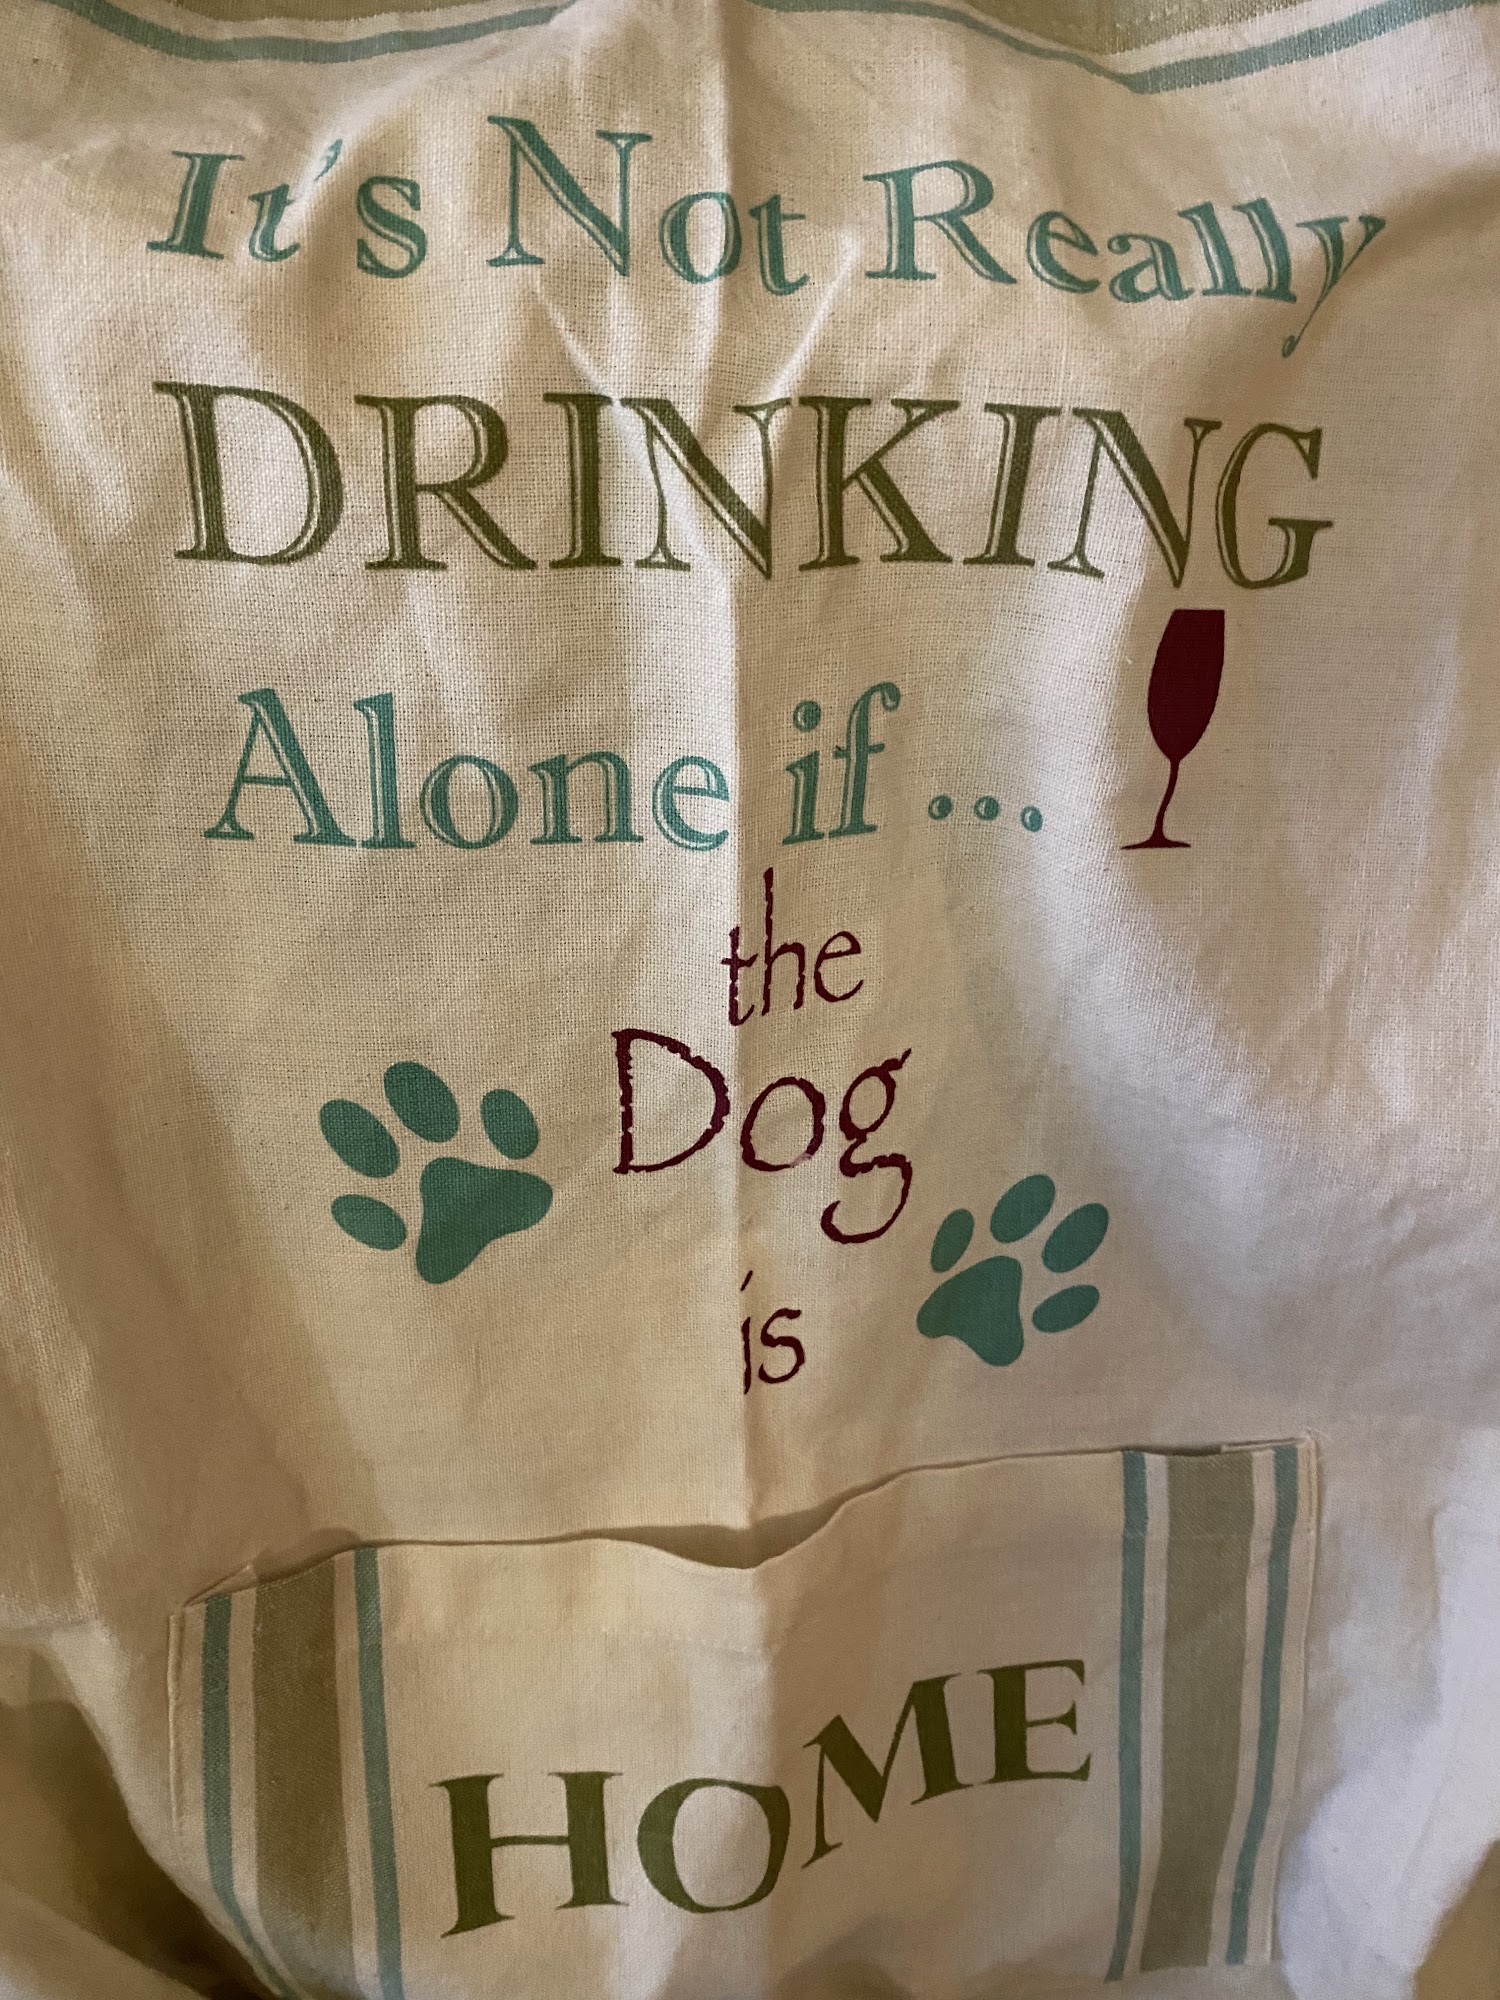 It's Not Really
DRINKING
Alone if ...
the
Dog
is
HOME